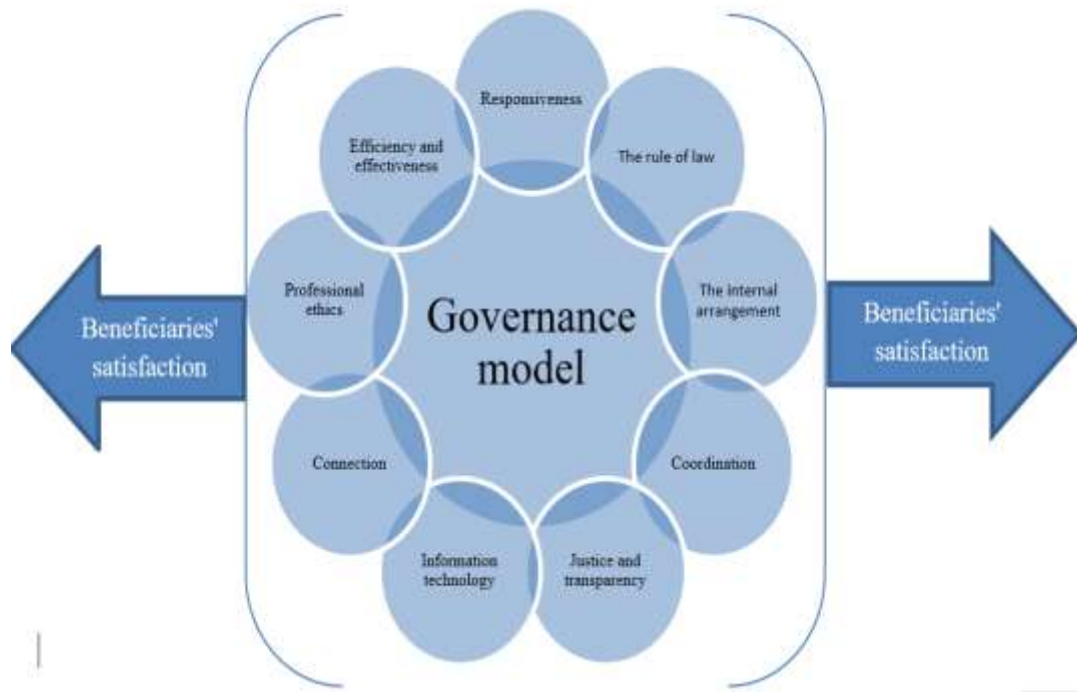 Responsiveness
Efficiency and
effectiveness
The rule of law
Professional
ethics
The internal
arrangement
Governance
model
Beneficiaries'
satisfaction
Beneficiaries'
satisfaction
Connection
Coordination
Information
technology
Justice and
transparency